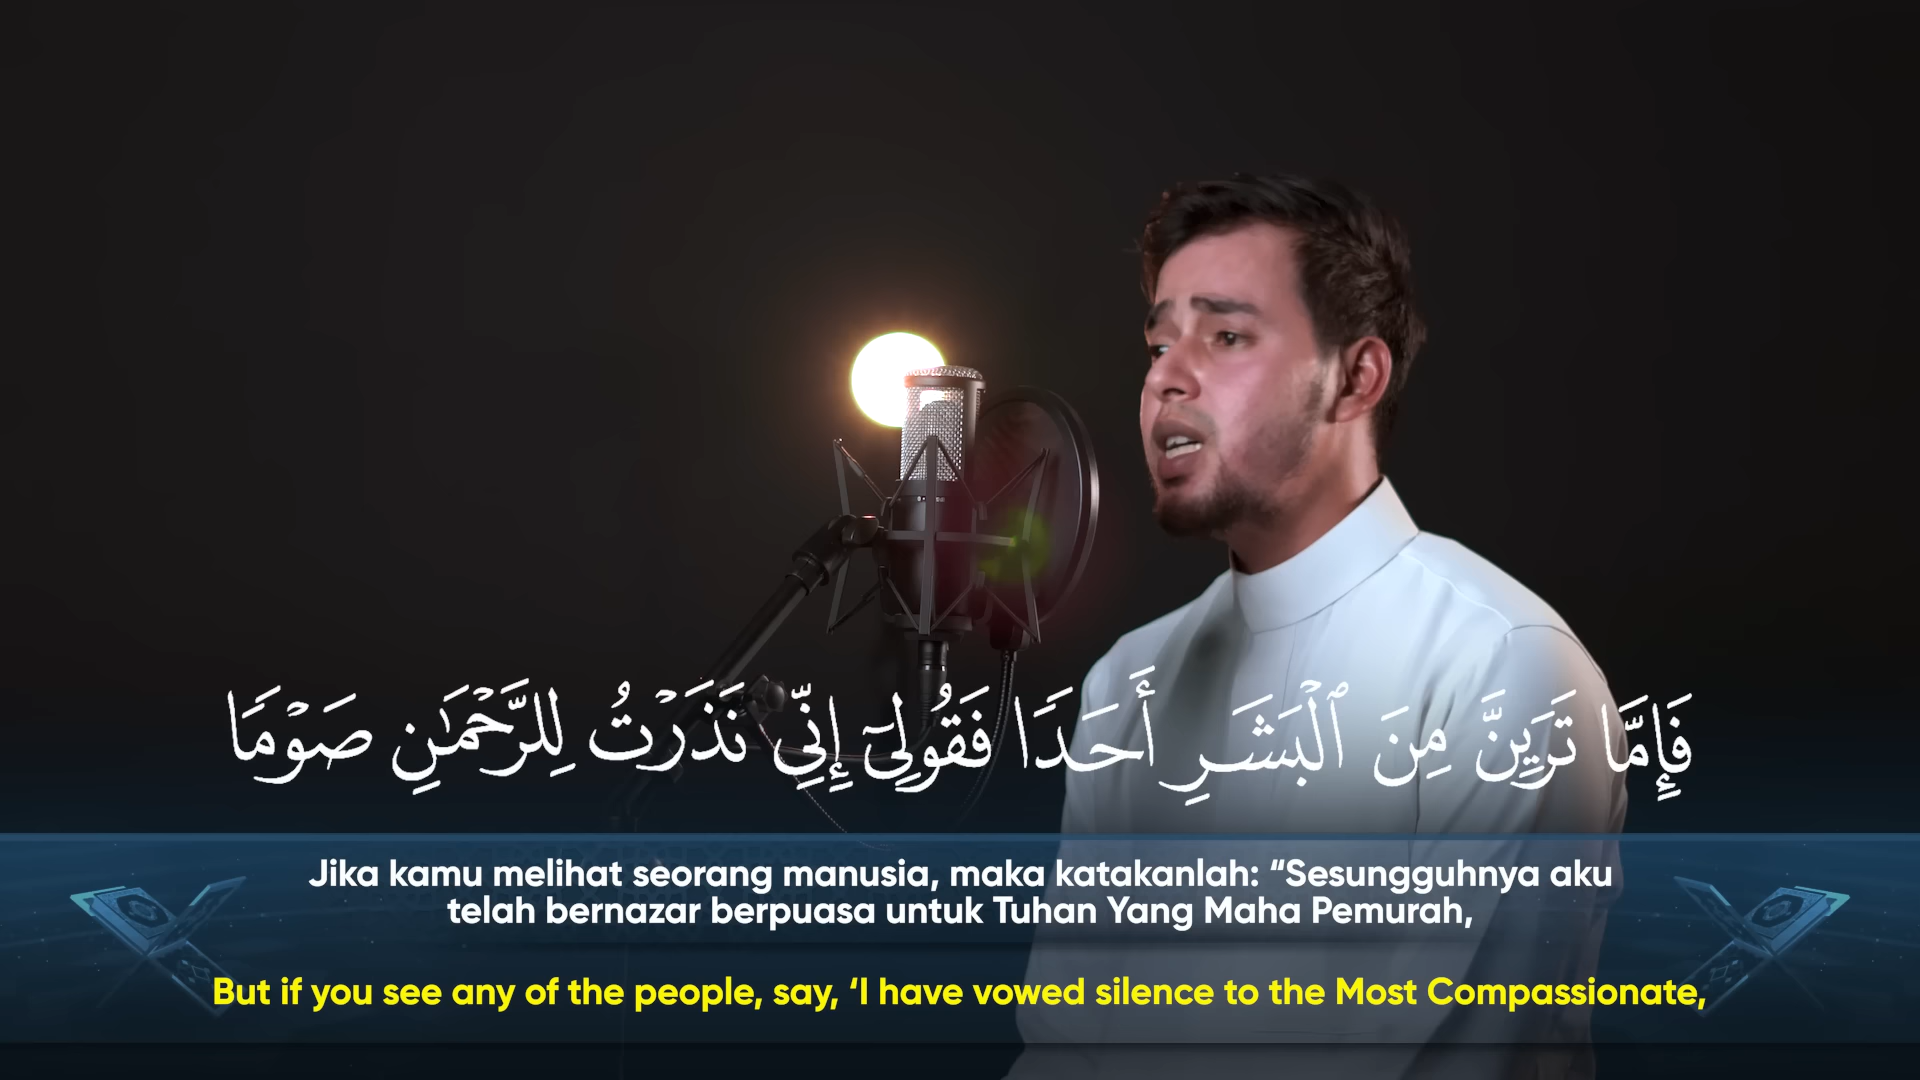 فَإِمَّا تَرَيِنَّ مِنَ ٱلْبَشَرِ أَحَدًا فَقُولِىٓ إِنِّى نَذَرْتُ لِلرَّحْمَـٰنِ صَوْمًا
Jika kamu melihat seorang manusia, maka katakanlah: “Sesungguhnya aku
telah bernazar berpuasa untuk Tuhan Yang Maha Pemurah,
But if you see any of the people, say, ‘I have vowed silence to the Most Compassionate,